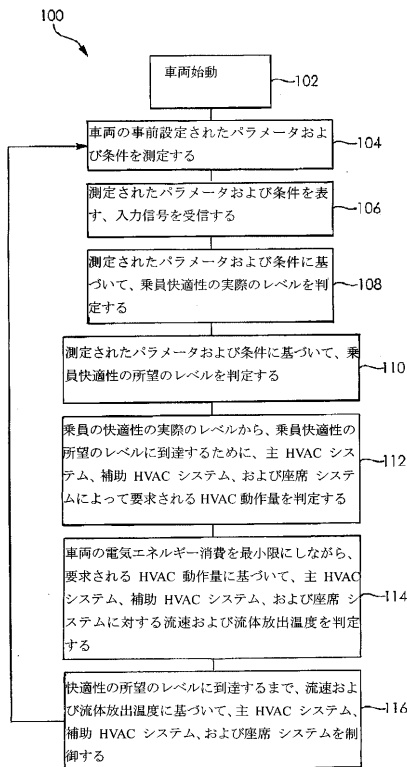 100
車両始動
102
車両の事前設定されたパラメータおよ
び条件を測定する
104
測定されたパラメータおよび条件を表
す、入力信号を受信する
106
測定されたパラメータおよび条件に基
づいて、乗員快適性の実際のレベルを判
定する
108
測定されたパラメータおよび条件に基づいて、乗
員快適性の所望のレベルを判定する
110
乗員の快適性の実際のレベルから、乗員快適性の
所望のレベルに到達するために、主 HVAC シス
テム、補助 HVAC システム、および座席 システ
ムによって要求される HVAC 動作量を判定する
112
車両の電気エネルギー消費を最小限にしながら、
要求される HVAC 動作量に基づいて、主 HVAC
システム、補助 HVAC システム、および座席 シ
ステムに対する流速および流体放出温度を判定
する
114
快適性の所望のレベルに到達するまで、流速およ
び流体放出温度に基づいて、主 HVAC システム、
補助 HVAC システム、および座席 システムを制
御する
116